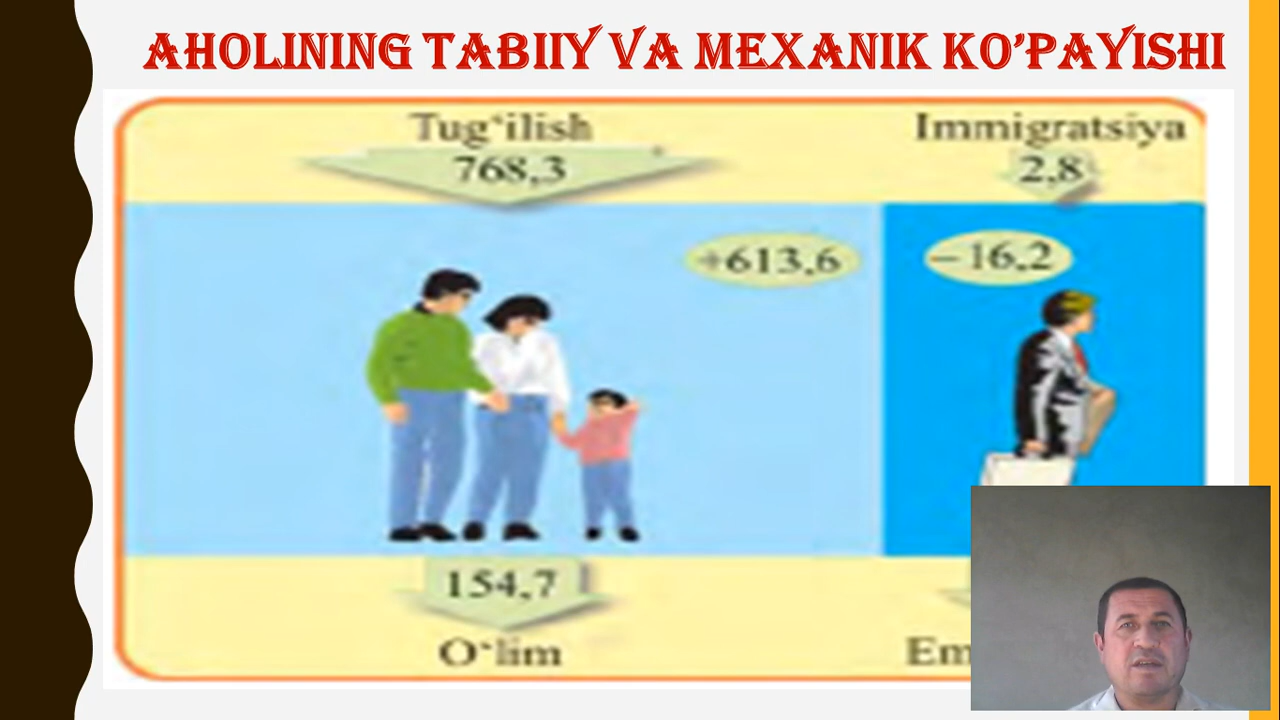 AHOLINING TABIIY VA MEXANIK KO’PAYISHI
Tug‘ilish
768,3
Immigratsiya
2,8
+613,6
– 16,2
154,7
O‘lim